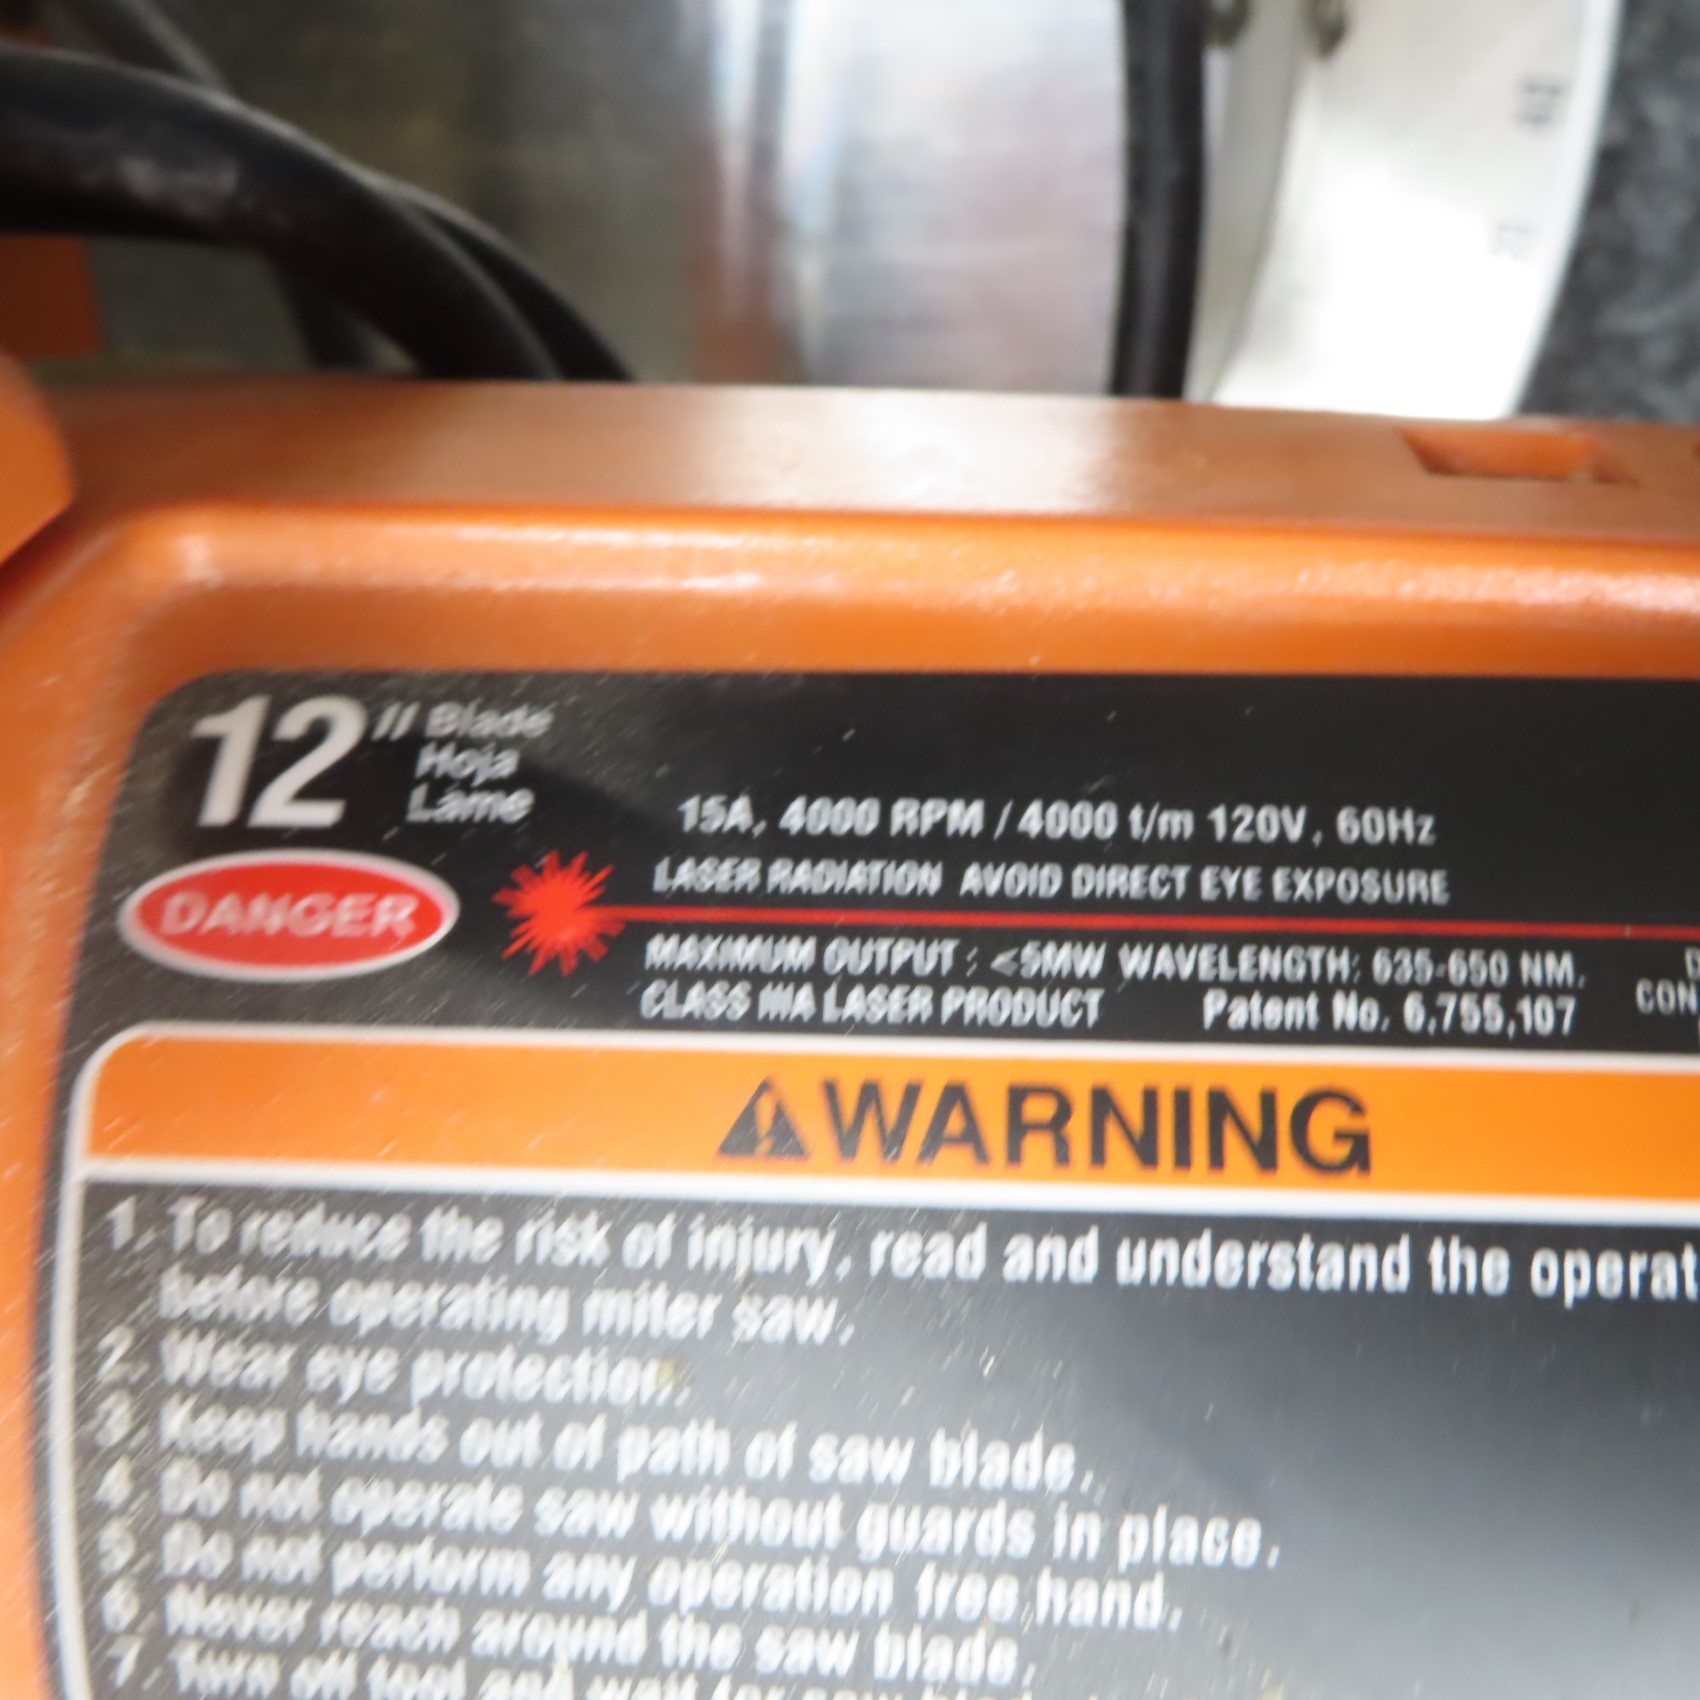 12" Blade
Hoja
Lame
15A, 4000 RPM / 4000 t/m 120V, 60Hz
DANGER
LASER RADIATION AVOID DIRECT EYE EXPOSURE
MAXIMUM OUTPUT : <5MW WAVELENGTH: 635-650 NM.
CLASS IIIA LASER PRODUCT Patent No. 6,755,107
CON
WARNING
1. To reduce the risk of injury, read and understand the operat
before operating miter saw.
2. Wear eye protection.
3. Keep hands out of path of saw blade.
4. Do not operate saw without guards in place.
5. Do not perform any operation free hand.
6. Never reach around the saw blade.
7. Turn off tool and wait for saw